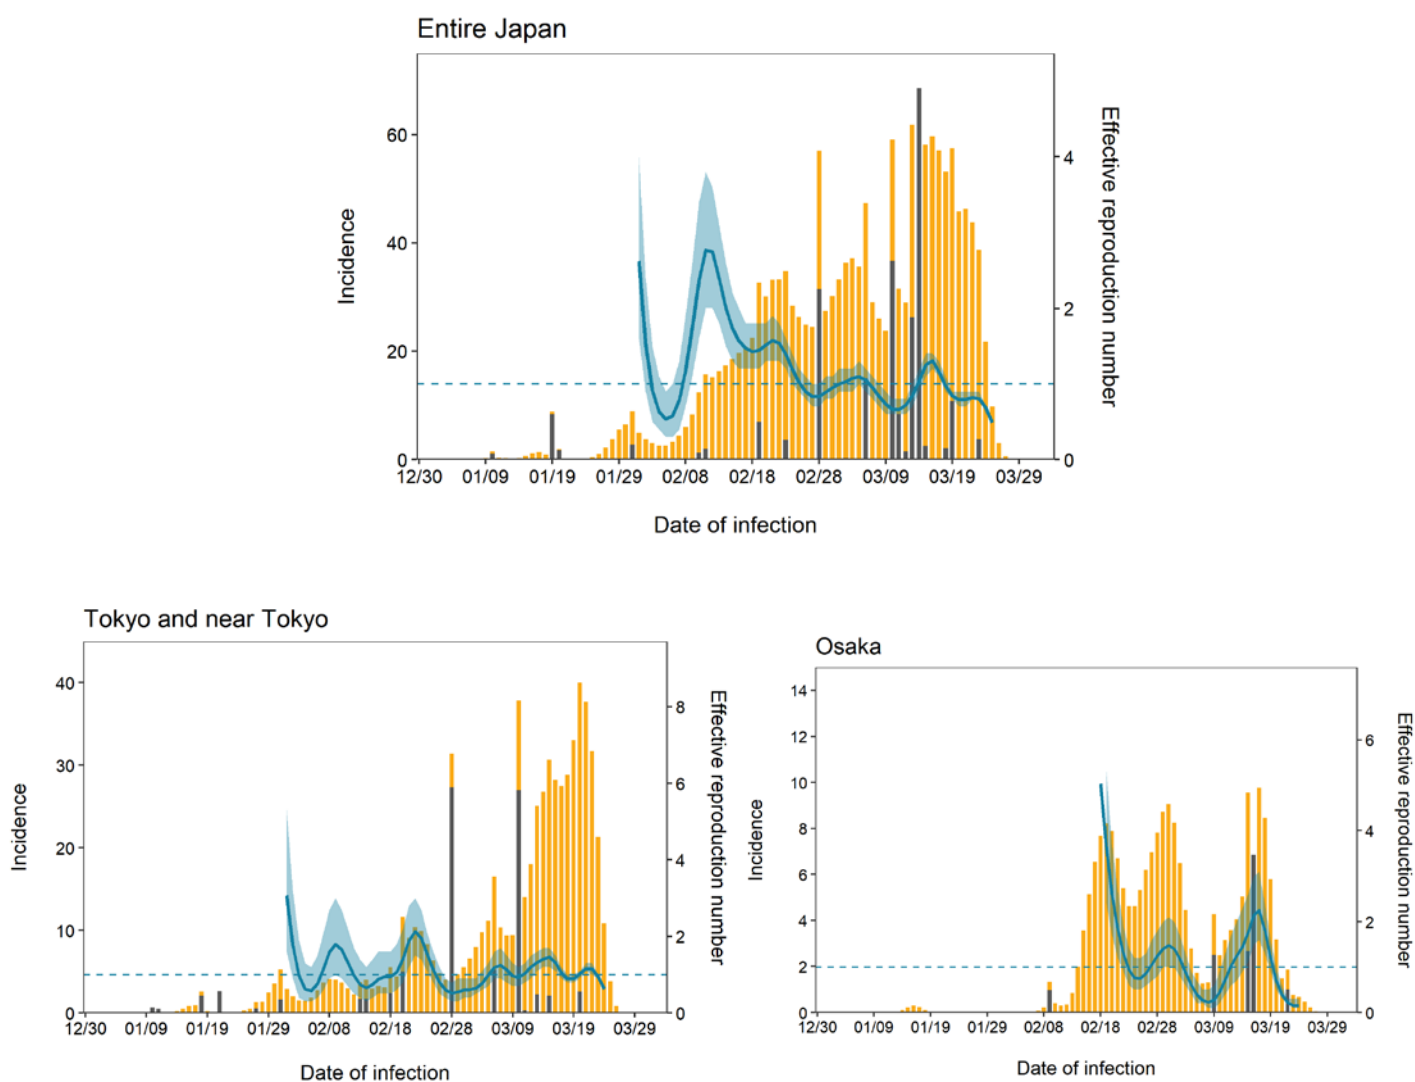 Entire Japan
Incidence
60
40
20
0
4
2
0
Effective reproduction number
12/30 01/09 01/19 01/29 02/08 02/18 02/28 03/09 03/19 03/29
Date of infection
Tokyo and near Tokyo
Incidence
40
30
20
10
0
8
6
4
2
0
Effective reproduction number
12/30 01/09 01/19 01/29 02/08 02/18 02/28 03/09 03/19 03/29
Date of infection
Osaka
Incidence
14
12
10
8
6
4
2
0
6
4
2
0
Effective reproduction number
12/30 01/09 01/19 01/29 02/08 02/18 02/28 03/09 03/19 03/29
Date of infection